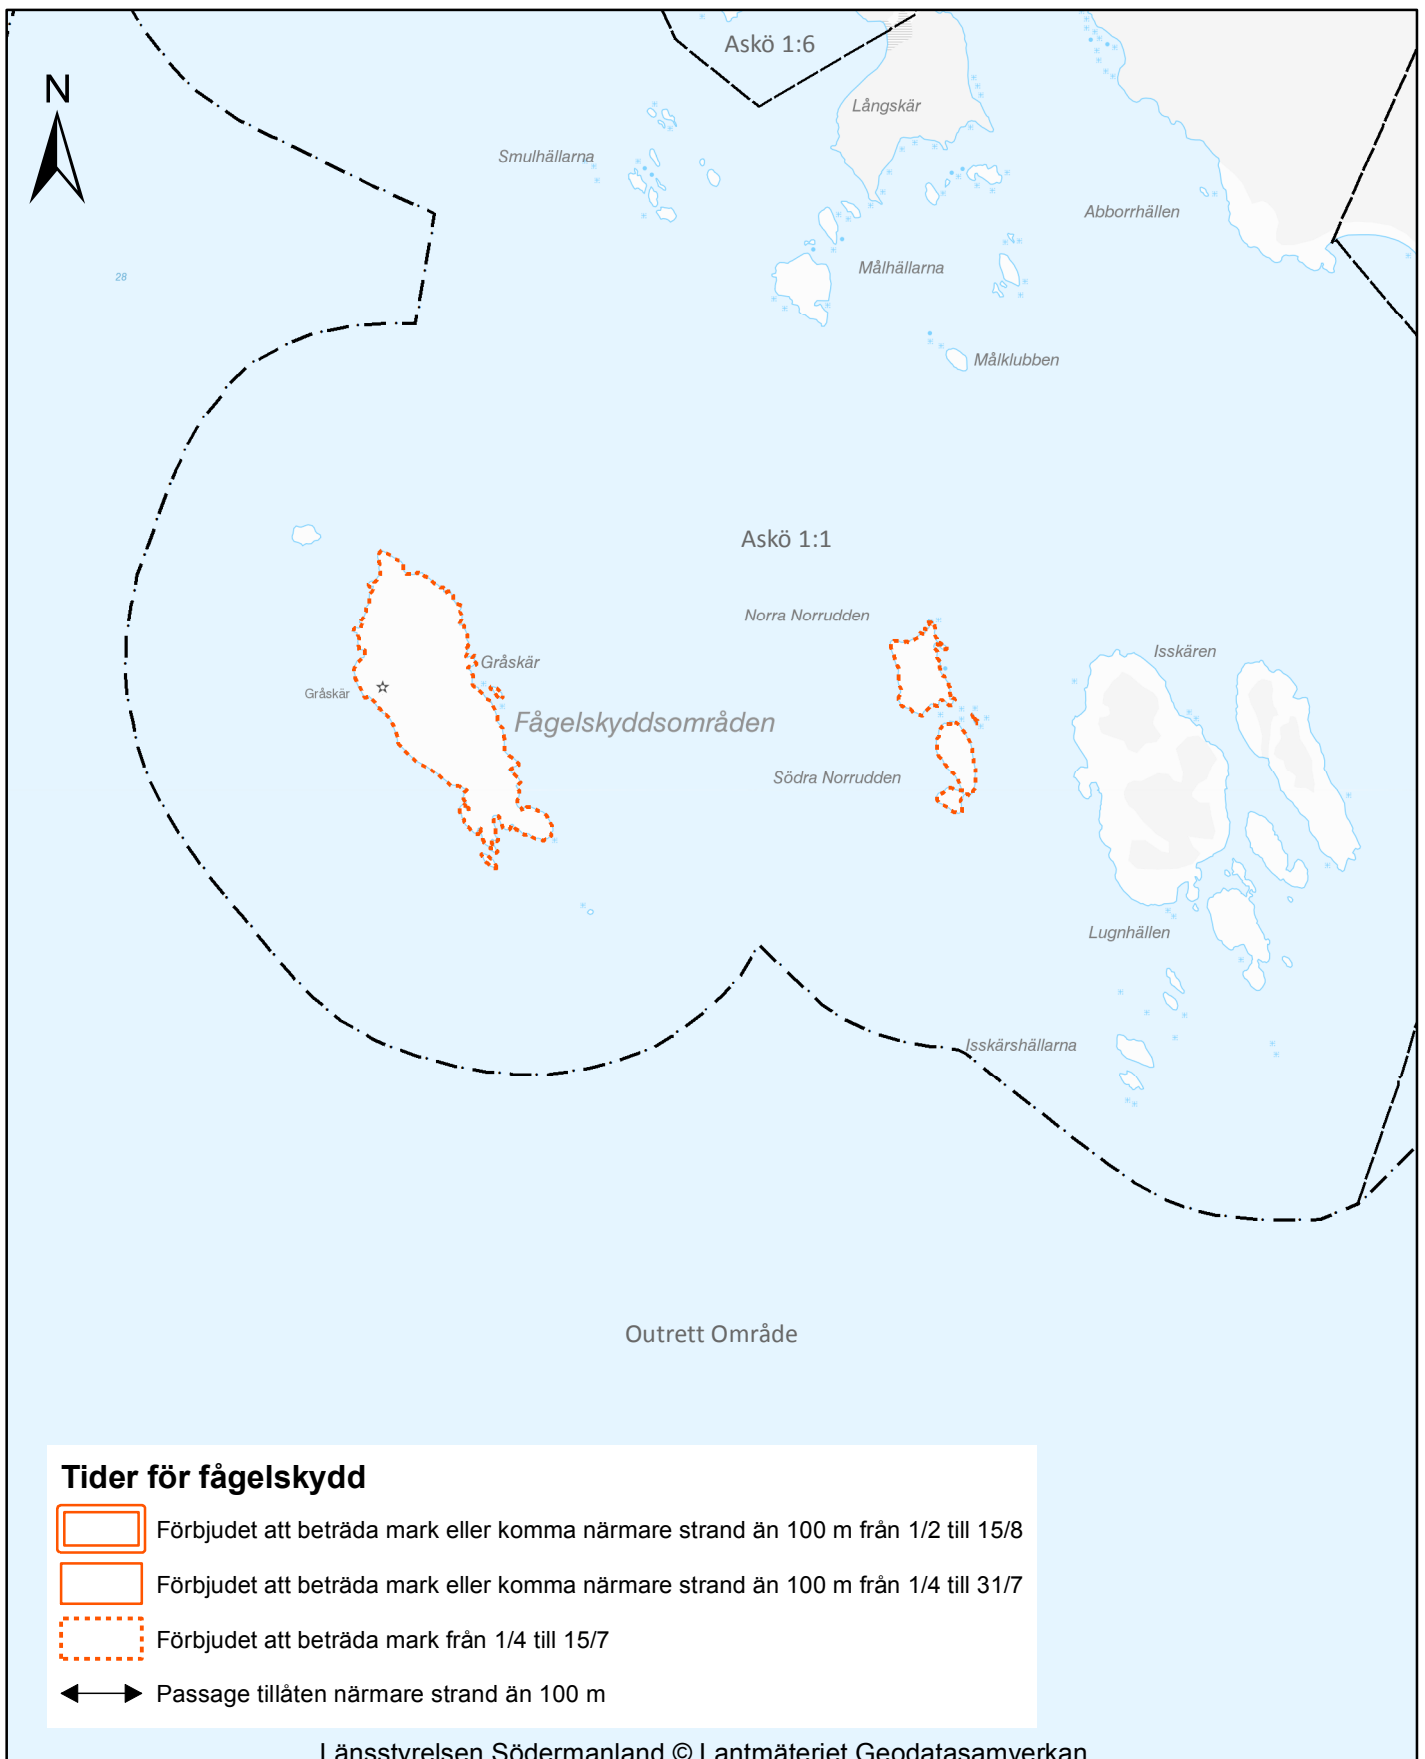 Askö 1:6
N
Långskär
Smulhällarna
Abborrhällen
Målhällarna
28
Målklubben
Askö 1:1
Norra Norrudden
Isskären
Gråskär
Gråskär
Fågelskyddsområden
Södra Norrudden
Lugnhällen
Isskärshällarna
Outrett Område
Tider för fågelskydd
Förbjudet att beträda mark eller komma närmare strand än 100 m från 1/2 till 15/8
Förbjudet att beträda mark eller komma närmare strand än 100 m från 1/4 till 31/7
Förbjudet att beträda mark från 1/4 till 15/7
Passage tillåten närmare strand än 100 m
Länsstyrelsen Södermanland © Lantmäteriet Geodatasamverkan